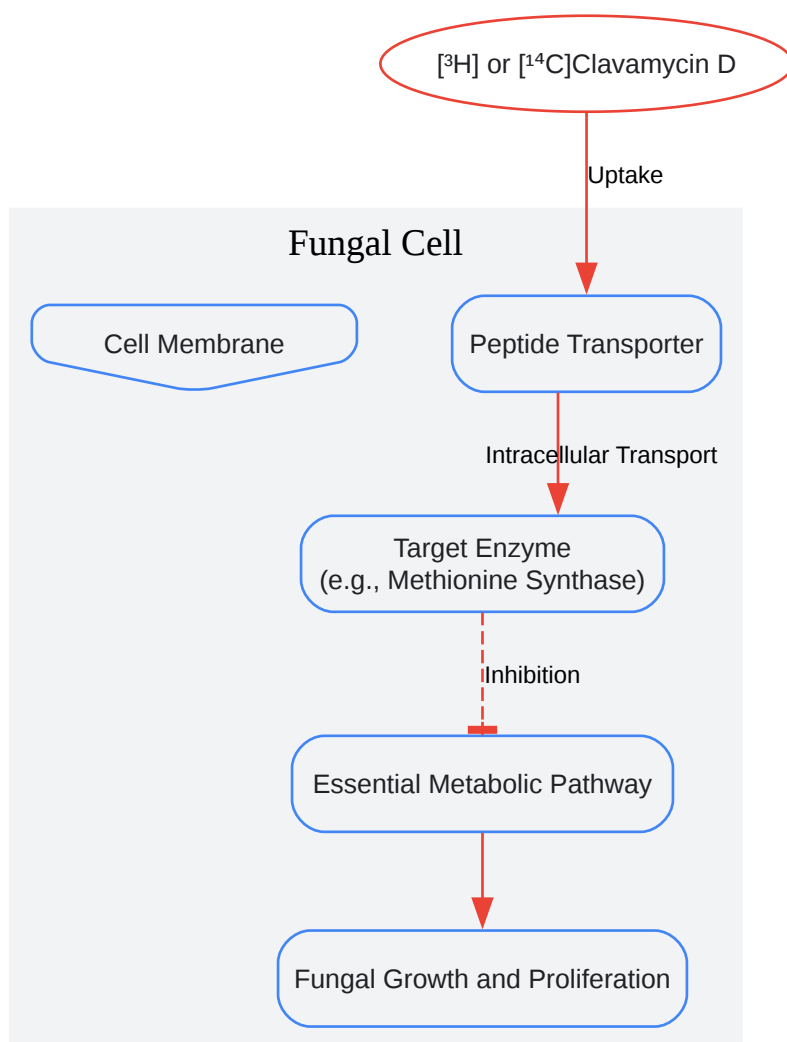 [³H] or [¹⁴C]Clavamycin D
Uptake
Fungal Cell
Cell Membrane
Peptide Transporter
Intracellular Transport
Target Enzyme
(e.g., Methionine Synthase)
Inhibition
Essential Metabolic Pathway
Fungal Growth and Proliferation